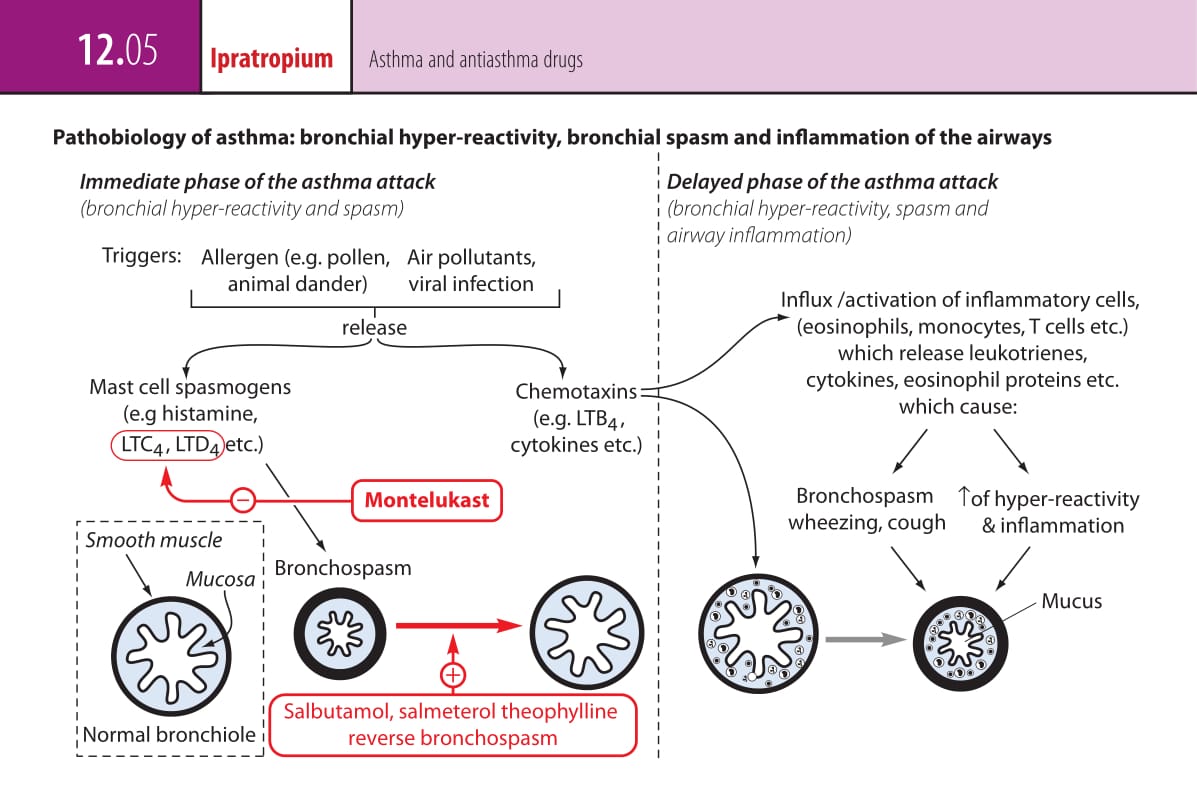 12.05
Ipratropium
Asthma and antiasthma drugs
Pathobiology of asthma: bronchial hyper-reactivity, bronchial spasm and inflammation of the airways
Immediate phase of the asthma attack
(bronchial hyper-reactivity and spasm)
Triggers:
Allergen (e.g. pollen,
animal dander)
Air pollutants,
viral infection
release
Mast cell spasmogens
(e.g histamine,
LTC4, LTD4 etc.)
Chemotaxins
(e.g. LTB4,
cytokines etc.)
−
Montelukast
Smooth muscle
Mucosa
Normal bronchiole
Bronchospasm
+
Salbutamol, salmeterol theophylline
reverse bronchospasm
Delayed phase of the asthma attack
(bronchial hyper-reactivity, spasm and
airway inflammation)
Influx /activation of inflammatory cells,
(eosinophils, monocytes, T cells etc.)
which release leukotrienes,
cytokines, eosinophil proteins etc.
which cause:
Bronchospasm
wheezing, cough
↑of hyper-reactivity
& inflammation
Mucus